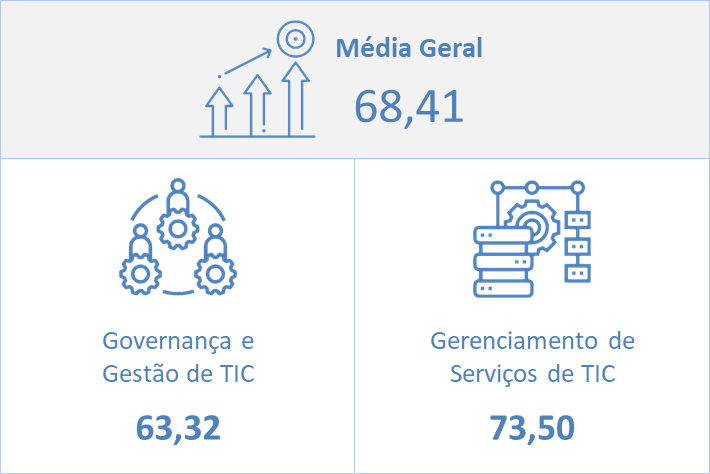 Média Geral
68,41
Governança e
Gestão de TIC
63,32
Gerenciamento de
Serviços de TIC
73,50